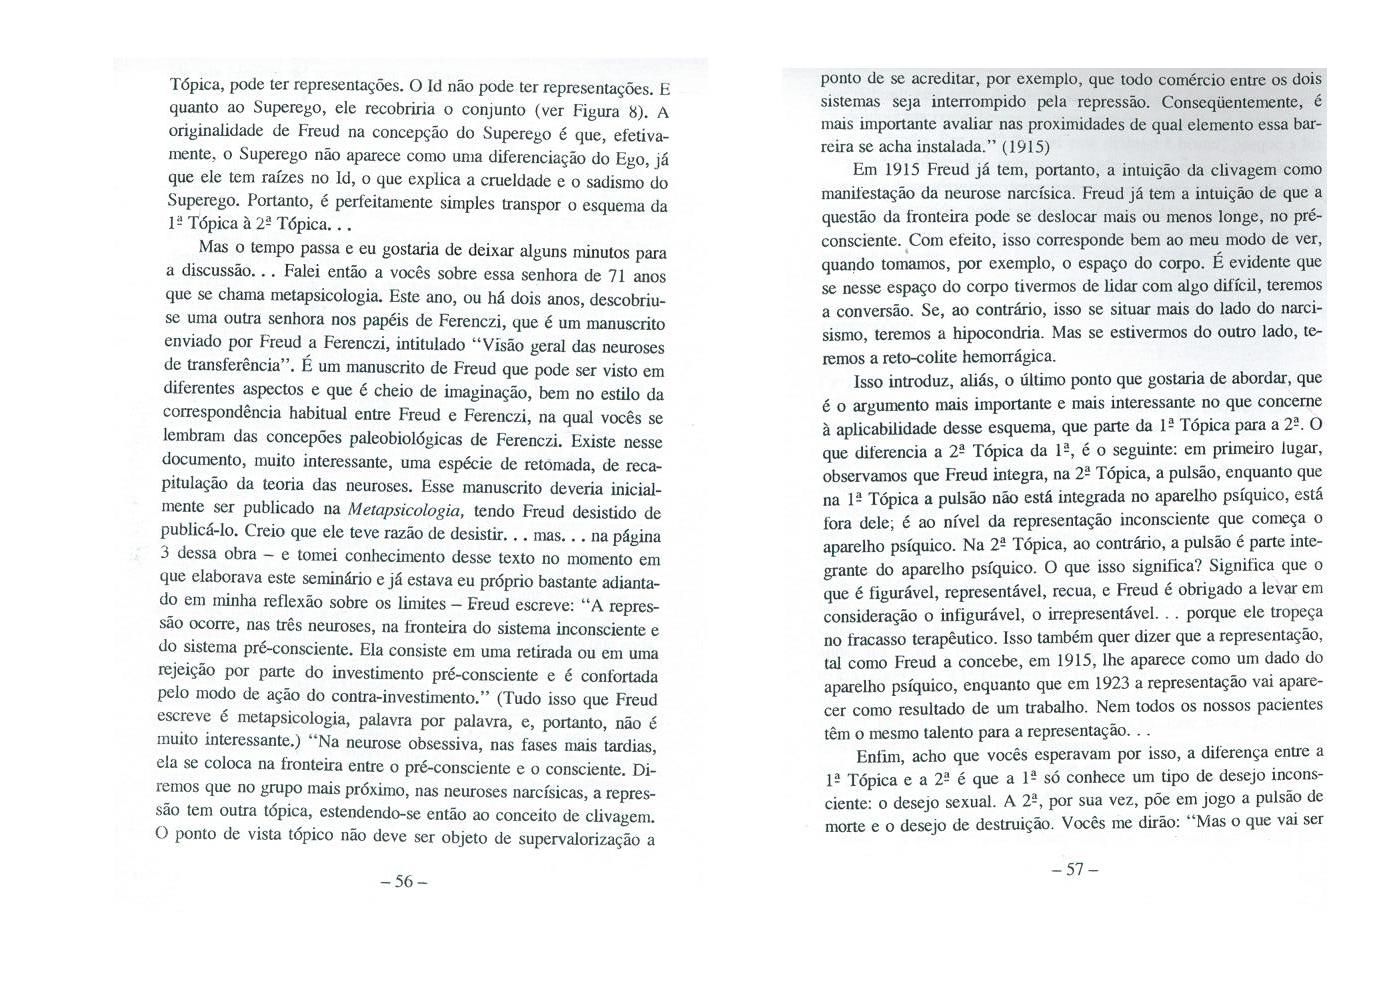 Tópica, pode ter representações. O Id não pode ter representações. E
quanto ao Superego, ele recobriria o conjunto (ver Figura 8). A
originalidade de Freud na concepção do Superego é que, efetiva-
mente, o Superego não aparece como uma diferenciação do Ego, já
que ele tem raízes no Id, o que explica a crueldade e o sadismo do
Superego. Portanto, é perfeitamente simples transpor o esquema da
1ª Tópica à 2ª Tópica. . .
Mas o tempo passa e eu gostaria de deixar alguns minutos para
a discussão. . . Falei então a vocês sobre essa senhora de 71 anos
que se chama metapsicologia. Este ano, ou há dois anos, descobriu-
se uma outra senhora nos papéis de Ferenczi, que é um manuscrito
enviado por Freud a Ferenczi, intitulado “Visão geral das neuroses
de transferência”. É um manuscrito de Freud que pode ser visto em
diferentes aspectos e que é cheio de imaginação, bem no estilo da
correspondência habitual entre Freud e Ferenczi, na qual vocês se
lembram das concepões paleobiológicas de Ferenczi. Existe nesse
documento, muito interessante, uma espécie de retomada, de reca-
pitulação da teoria das neuroses. Esse manuscrito deveria inicial-
mente ser publicado na Metapsicologia, tendo Freud desistido de
publicá-lo. Creio que ele teve razão de desistir. . . mas. . . na página
3 dessa obra – e tomei conhecimento desse texto no momento em
que elaborava este seminário e já estava eu próprio bastante adianta-
do em minha reflexão sobre os limites – Freud escreve: “A repres-
são ocorre, nas três neuroses, na fronteira do sistema inconsciente e
do sistema pré-consciente. Ela consiste em uma retirada ou em uma
rejeição por parte do investimento pré-consciente e é confortada
pelo modo de ação do contra-investimento.” (Tudo isso que Freud
escreve é metapsicologia, palavra por palavra, e, portanto, não é
muito interessante.) “Na neurose obsessiva, nas fases mais tardias,
ela se coloca na fronteira entre o pré-consciente e o consciente. Di-
remos que no grupo mais próximo, nas neuroses narcísicas, a repres-
são tem outra tópica, estendendo-se então ao conceito de clivagem.
O ponto de vista tópico não deve ser objeto de supervalorização a
– 56 –
ponto de se acreditar, por exemplo, que todo comércio entre os dois
sistemas seja interrompido pela repressão. Conseqüentemente, é
mais importante avaliar nas proximidades de qual elemento essa bar-
reira se acha instalada.” (1915)
Em 1915 Freud já tem, portanto, a intuição da clivagem como
manifestação da neurose narcísica. Freud já tem a intuição de que a
questão da fronteira pode se deslocar mais ou menos longe, no pré-
consciente. Com efeito, isso corresponde bem ao meu modo de ver,
quando tomamos, por exemplo, o espaço do corpo. É evidente que
se nesse espaço do corpo tivermos de lidar com algo difícil, teremos
a conversão. Se, ao contrário, isso se situar mais do lado do narci-
sismo, teremos a hipocondria. Mas se estivermos do outro lado, te-
remos a reto-colite hemorrágica.
Isso introduz, aliás, o último ponto que gostaria de abordar, que
é o argumento mais importante e mais interessante no que concerne
à aplicabilidade desse esquema, que parte da 1ª Tópica para a 2ª. O
que diferencia a 2ª Tópica da 1ª, é o seguinte: em primeiro lugar,
observamos que Freud integra, na 2ª Tópica, a pulsão, enquanto que
na 1ª Tópica a pulsão não está integrada no aparelho psíquico, está
fora dele; é ao nível da representação inconsciente que começa o
aparelho psíquico. Na 2ª Tópica, ao contrário, a pulsão é parte inte-
grante do aparelho psíquico. O que isso significa? Significa que o
que é figurável, representável, recua, e Freud é obrigado a levar em
consideração o infigurável, o irrepresentável. . . porque ele tropeça
no fracasso terapêutico. Isso também quer dizer que a representação,
tal como Freud a concebe, em 1915, lhe aparece como um dado do
aparelho psíquico, enquanto que em 1923 a representação vai apare-
cer como resultado de um trabalho. Nem todos os nossos pacientes
têm o mesmo talento para a representação. . .
Enfim, acho que vocês esperavam por isso, a diferença entre a
1ª Tópica e a 2ª é que a 1ª só conhece um tipo de desejo incons-
ciente: o desejo sexual. A 2ª, por sua vez, põe em jogo a pulsão de
morte e o desejo de destruição. Vocês me dirão: “Mas o que vai ser
– 57 –